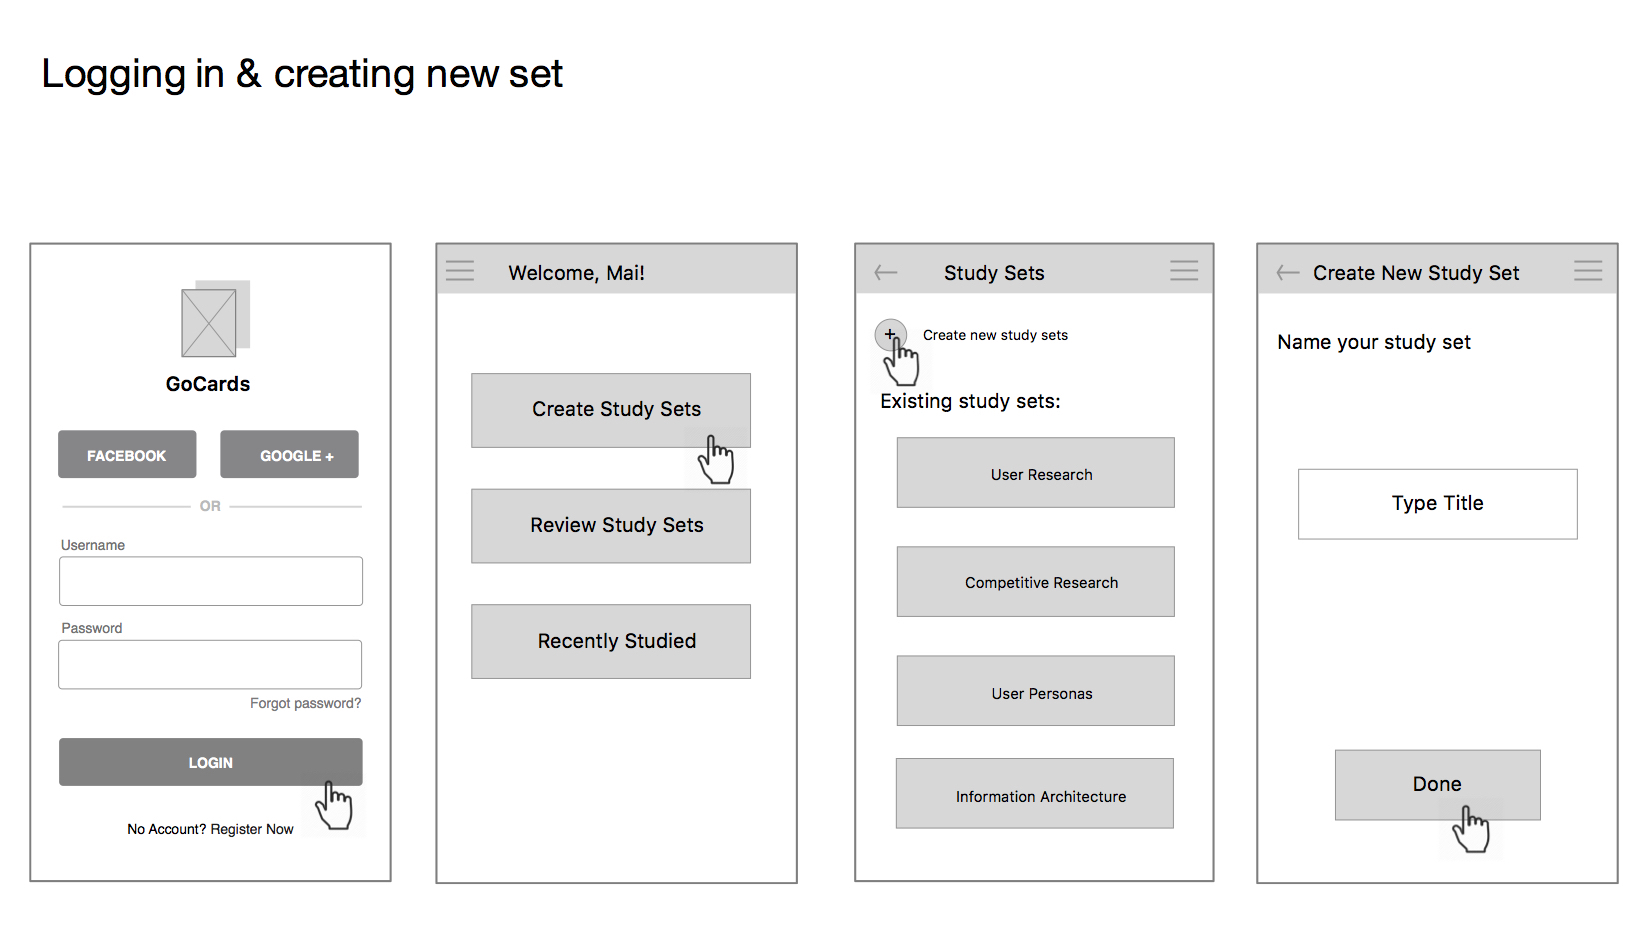 Logging in & creating new set
GoCards
FACEBOOK
GOOGLE +
OR
Username
Password
Forgot password?
LOGIN
No Account? Register Now
Welcome, Mai!
Create Study Sets
Review Study Sets
Recently Studied
Study Sets
+
Create new study sets
Existing study sets:
User Research
Competitive Research
User Personas
Information Architecture
Create New Study Set
Name your study set
Type Title
Done